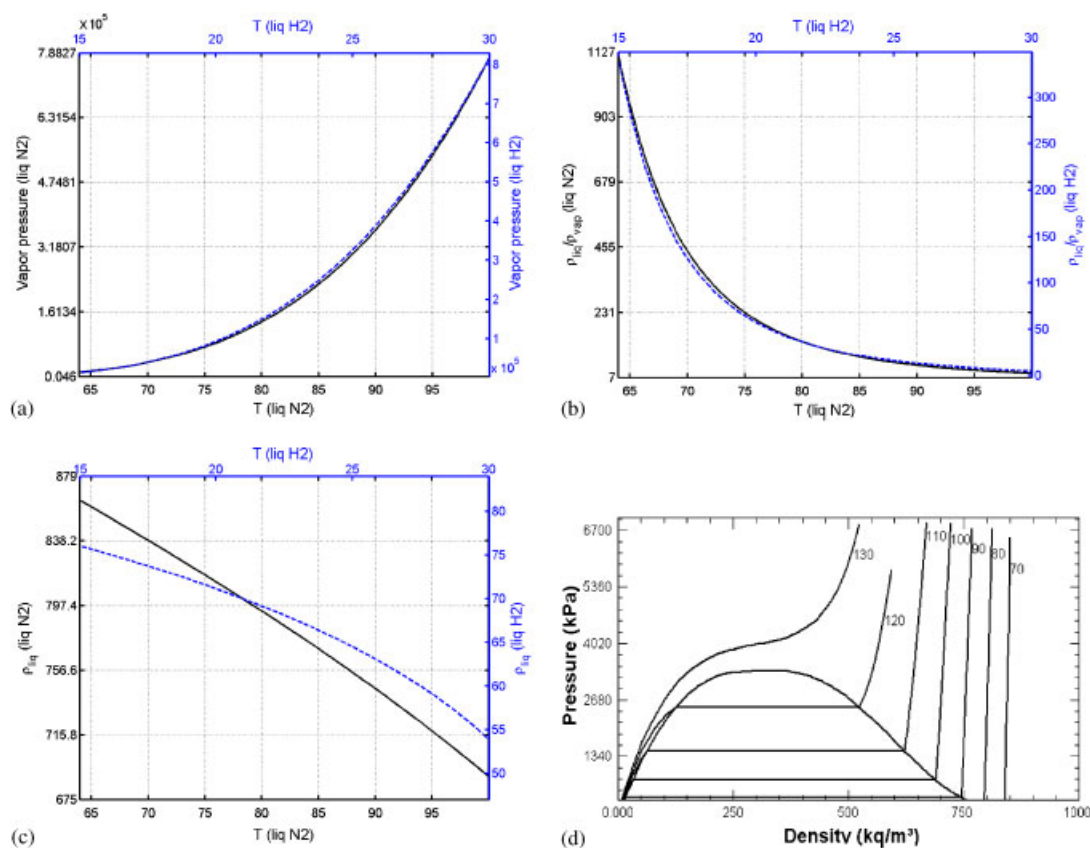 x 10⁵
T (liq H2)
15 20 25 30
7.8827
6.3154
4.7481
3.1807
1.6134
0.046
Vapor pressure (liq N2)
8
7
6
5
4
3
2
1
x 10⁵
Vapor pressure (liq H2)
65 70 75 80 85 90 95
T (liq N2)
(a)
T (liq H2)
15 20 25 30
1127
903
679
455
231
7
ρliq/ρvap (liq N2)
300
250
200
150
100
50
0
ρliq/ρvap (liq H2)
65 70 75 80 85 90 95
T (liq N2)
(b)
T (liq H2)
15 20 25 30
879
838.2
797.4
756.6
715.8
675
ρliq (liq N2)
80
75
70
65
60
55
50
ρliq (liq H2)
65 70 75 80 85 90 95
T (liq N2)
(c)
6700
5360
4020
2680
1340
Pressure (kPa)
130
120
110
100
90
80
70
0.000 250 500 750 1000
Density (kg/m³)
(d)